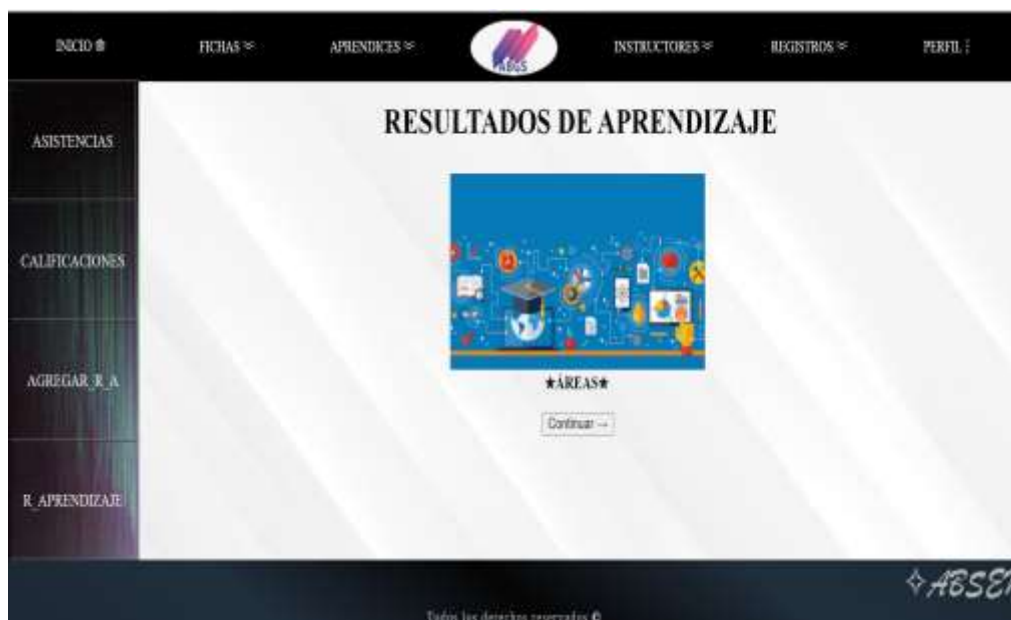 INICIO
FICHAS
APRENDICES
INSTRUCTORES
REGISTROS
PERFIL
ASISTENCIAS
RESULTADOS DE APRENDIZAJE
CALIFICACIONES
AGREGAR_R_A
★ÁREAS★
Continuar →
R_APRENDIZAJE
Todos los derechos reservados ©